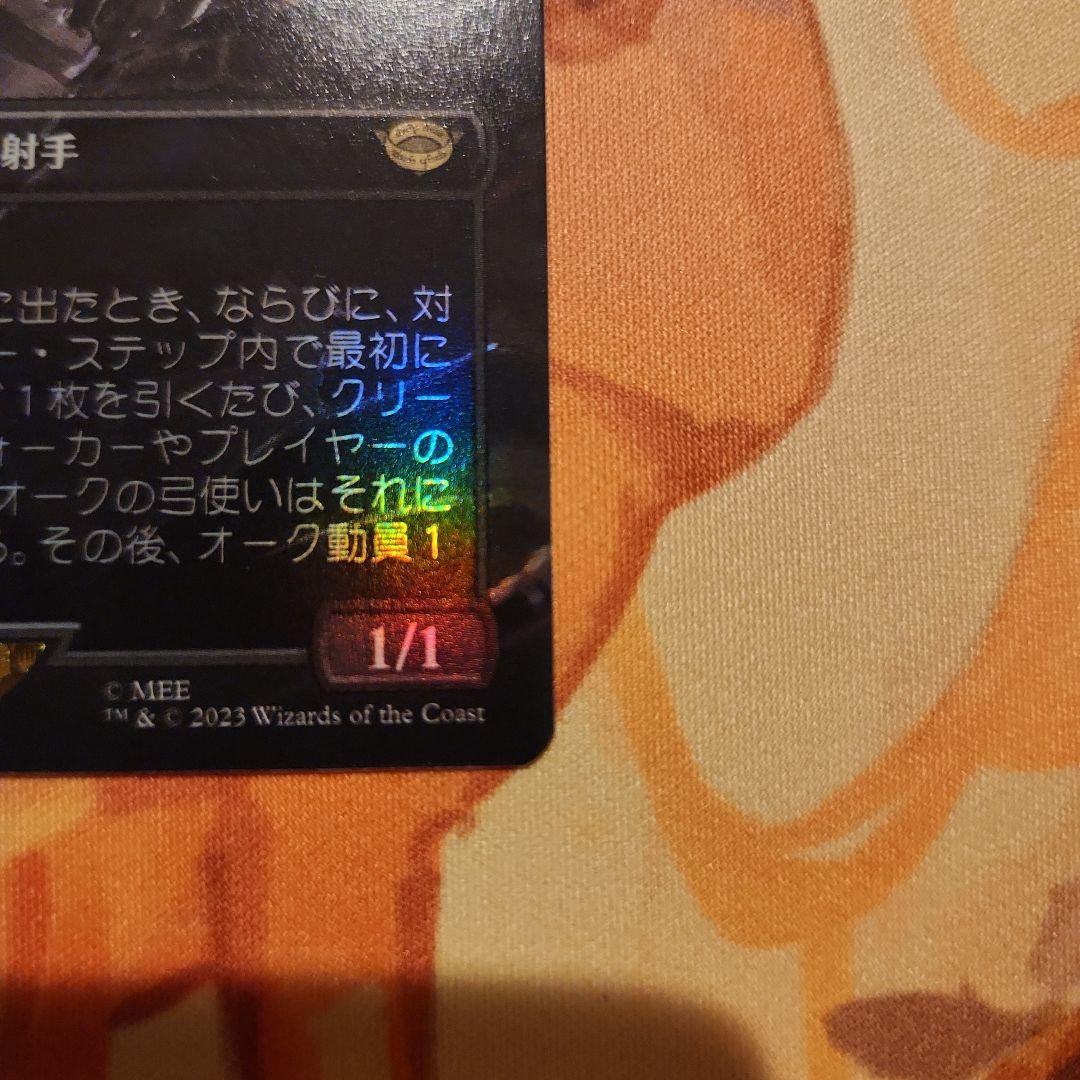 射手
に出たとき、ならびに、対
ー・ステップ内で最初に
1枚を引くたび、クリー
ォーカーやプレイヤーの
オークの弓使いはそれに
る。その後、オーク動員1
1/1
© MEE
™ & © 2023 Wizards of the Coast